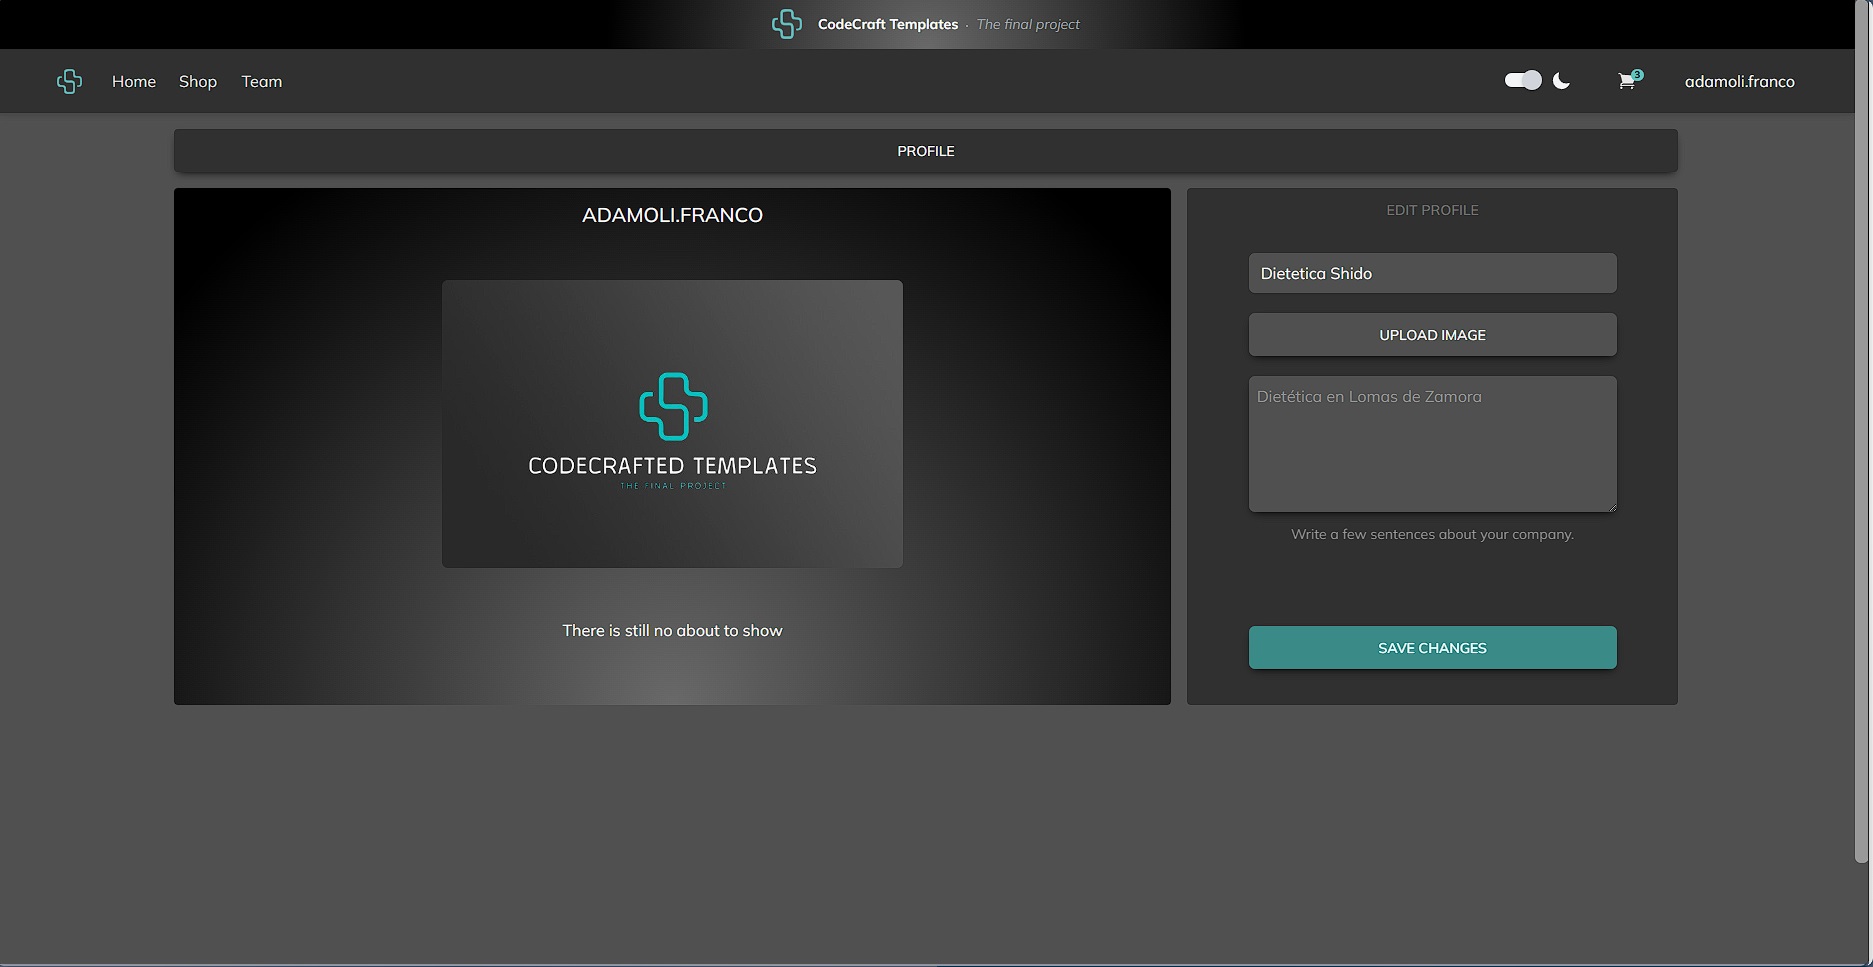 CodeCraft Templates · The final project
Home Shop Team
3
adamoli.franco
PROFILE
ADAMOLI.FRANCO
CODECRAFTED TEMPLATES
THE FINAL PROJECT
There is still no about to show
EDIT PROFILE
Dietetica Shido
UPLOAD IMAGE
Dietética en Lomas de Zamora
Write a few sentences about your company.
SAVE CHANGES